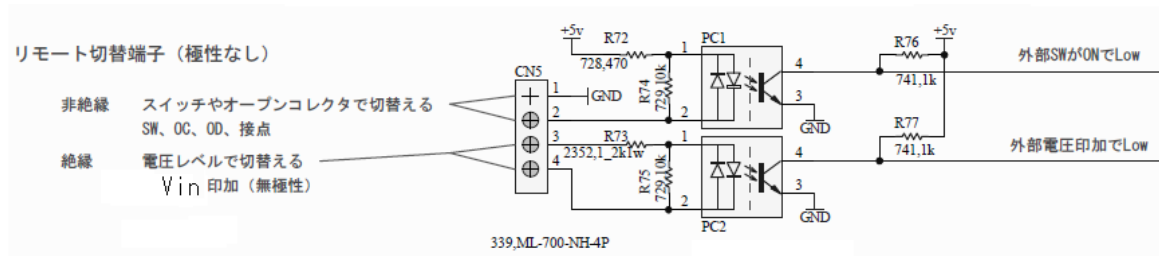 リモート切替端子（極性なし）
非絶縁 スイッチやオープンコレクタで切替える
SW、OC、OD、接点
絶縁 電圧レベルで切替える
Vin 印加（無極性）
CN5
1
2
3
4
GND
339,ML-700-NH-4P
+5v
R72
728,470
R74
729,10k
1
2
PC1
4
3
GND
R73
2352,1_2k1w
R75
729,10k
1
2
PC2
4
3
GND
+5v
R76
741,1k
R77
741,1k
外部SWがONでLow
外部電圧印加でLow